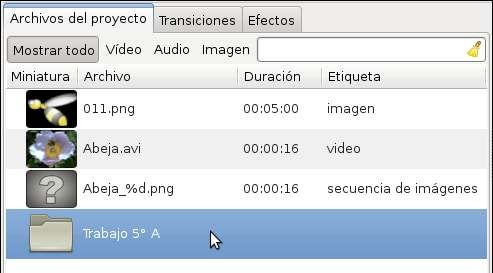 Archivos del proyecto Transiciones Efectos
Mostrar todo Vídeo Audio Imagen
Miniatura Archivo Duración Etiqueta
011.png 00:05:00 imagen
Abeja.avi 00:00:16 video
? Abeja_%d.png 00:00:16 secuencia de imágenes
Trabajo 5° A